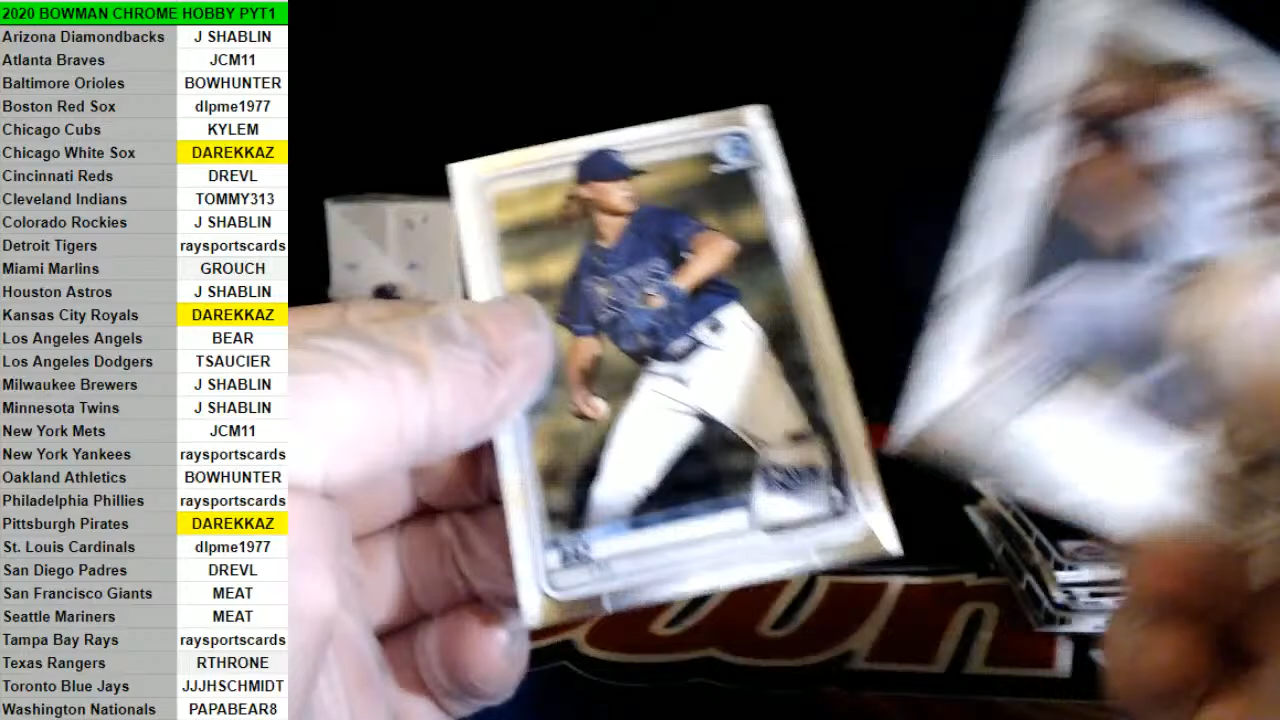 2020 BOWMAN CHROME HOBBY PYT1
Arizona Diamondbacks J SHABLIN
Atlanta Braves JCM11
Baltimore Orioles BOWHUNTER
Boston Red Sox dlpme1977
Chicago Cubs KYLEM
Chicago White Sox DAREKKAZ
Cincinnati Reds DREVL
Cleveland Indians TOMMY313
Colorado Rockies J SHABLIN
Detroit Tigers raysportscards
Miami Marlins GROUCH
Houston Astros J SHABLIN
Kansas City Royals DAREKKAZ
Los Angeles Angels BEAR
Los Angeles Dodgers TSAUCIER
Milwaukee Brewers J SHABLIN
Minnesota Twins J SHABLIN
New York Mets JCM11
New York Yankees raysportscards
Oakland Athletics BOWHUNTER
Philadelphia Phillies raysportscards
Pittsburgh Pirates DAREKKAZ
St. Louis Cardinals dlpme1977
San Diego Padres DREVL
San Francisco Giants MEAT
Seattle Mariners MEAT
Tampa Bay Rays raysportscards
Texas Rangers RTHRONE
Toronto Blue Jays JJJHSCHMIDT
Washington Nationals PAPABEAR8